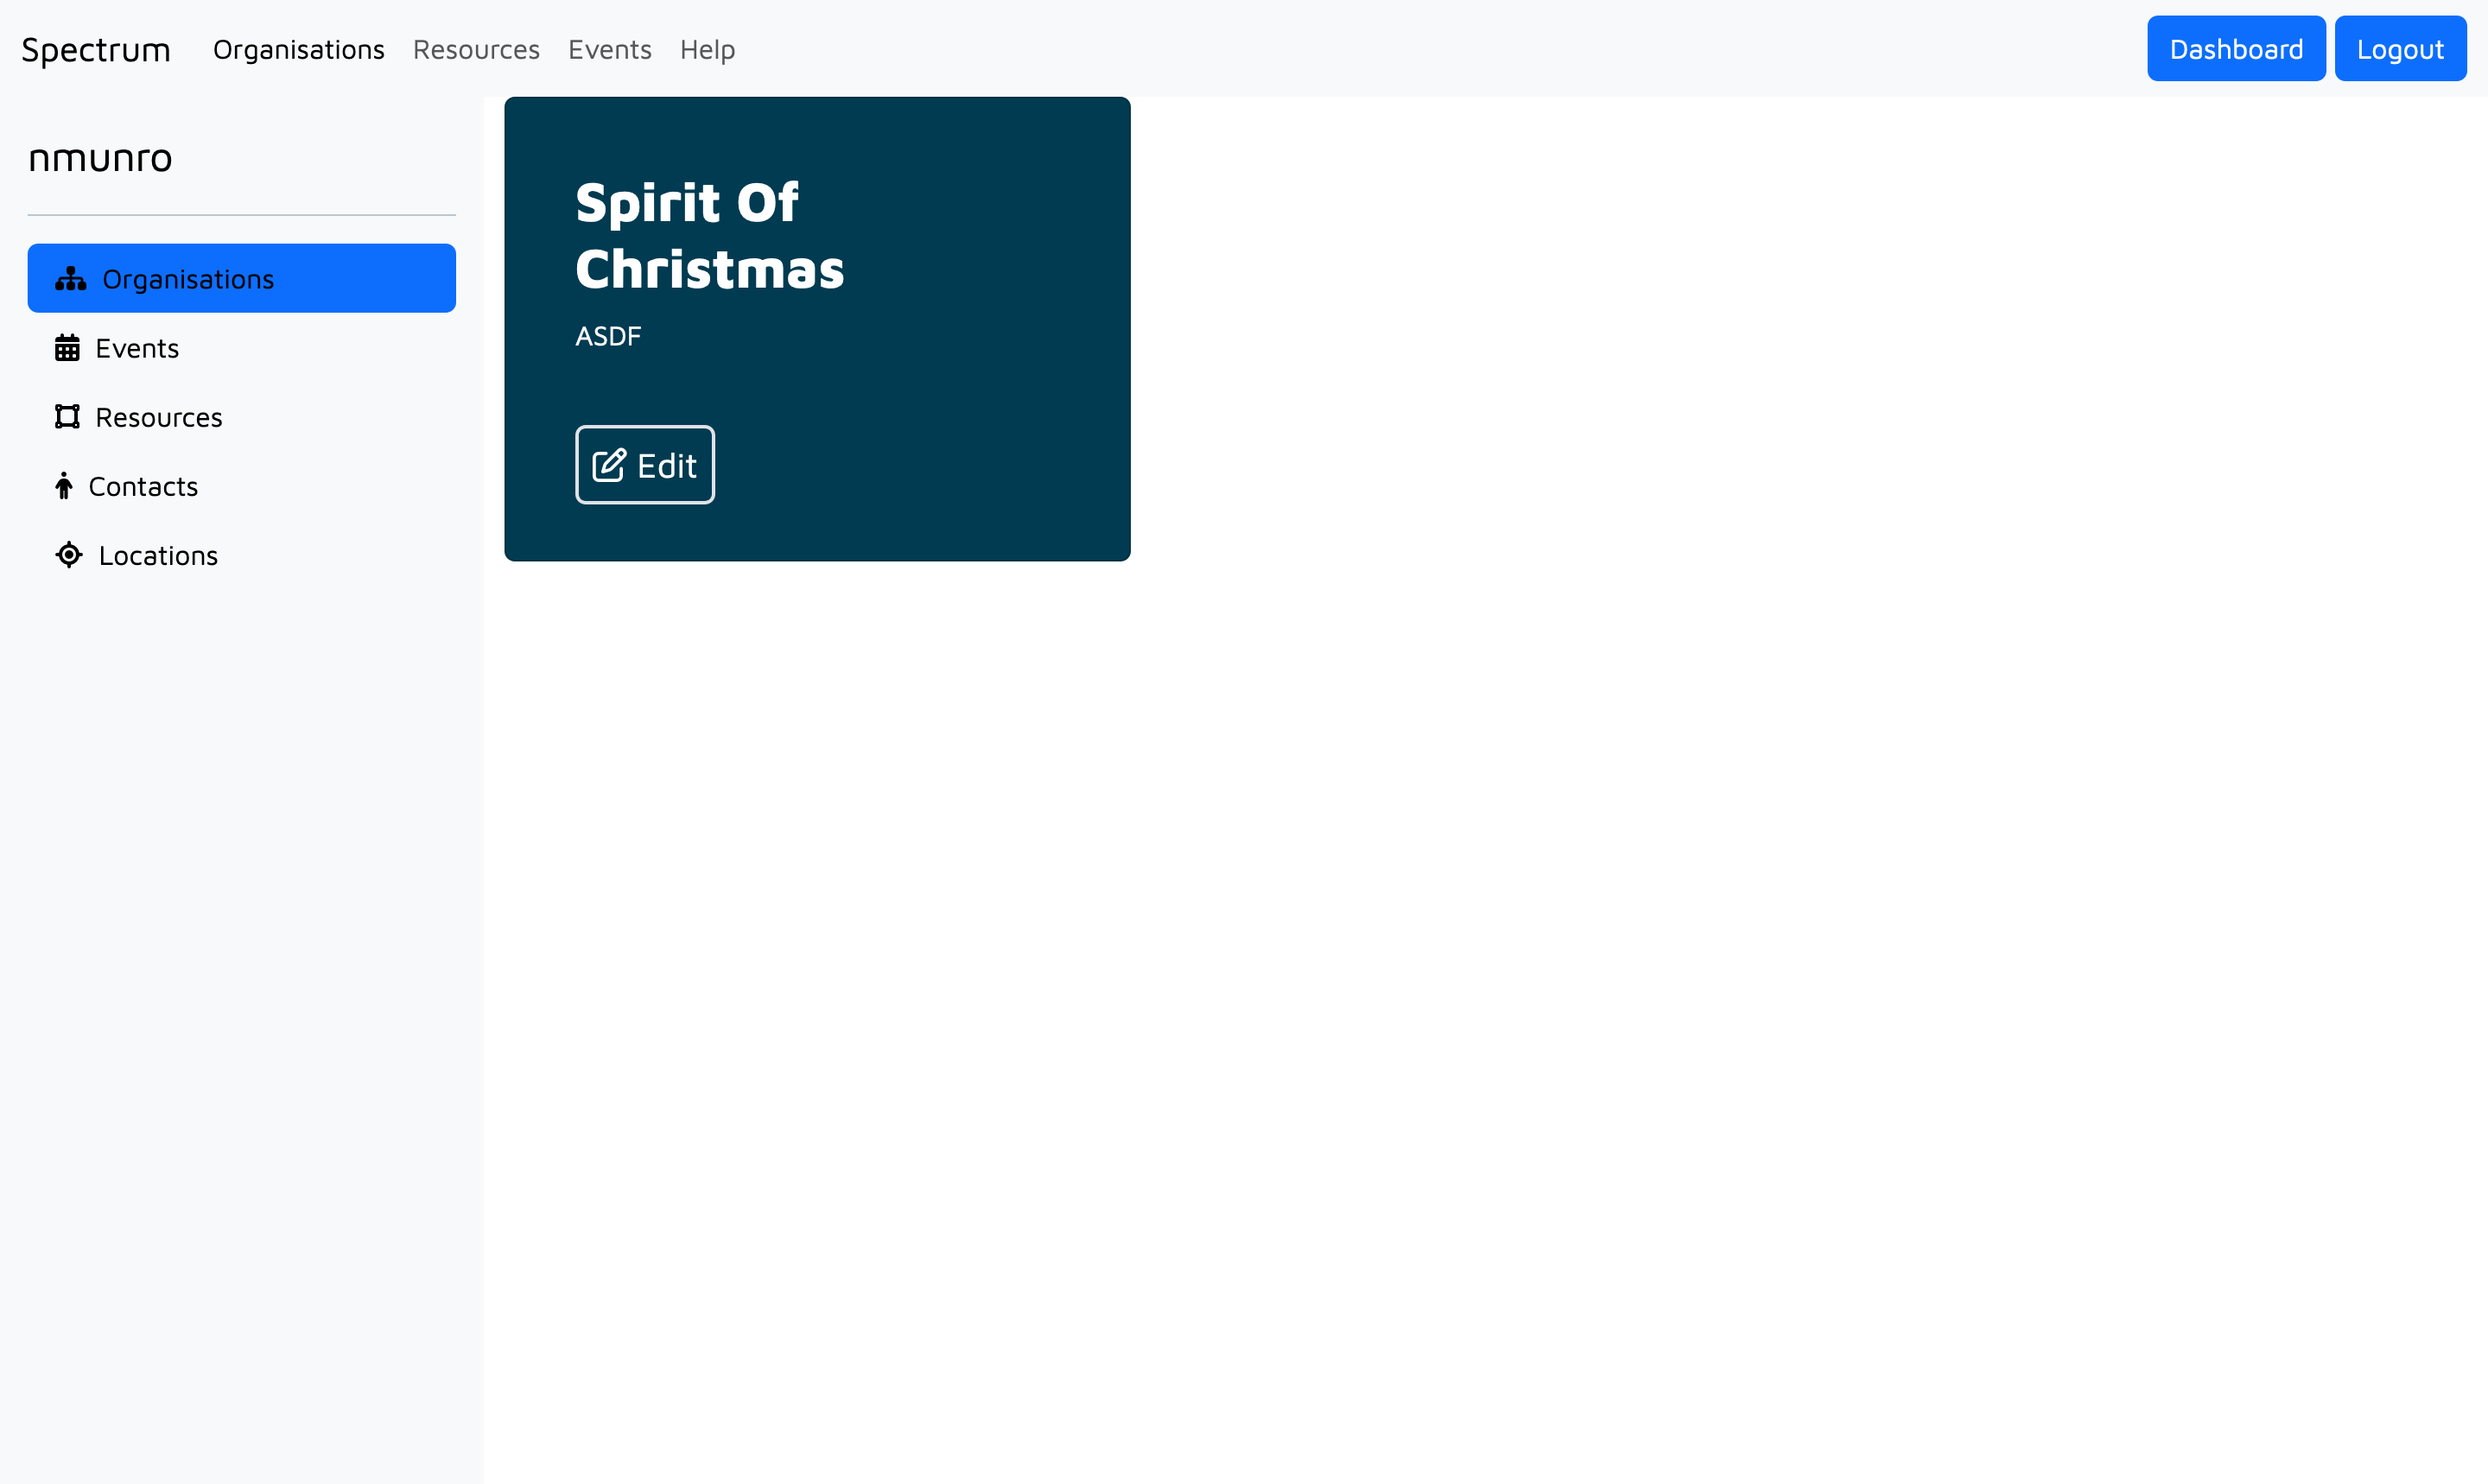 Spectrum Organisations Resources Events Help Dashboard Logout
nmunro
Organisations
Events
Resources
Contacts
Locations
Spirit Of
Christmas
ASDF
Edit